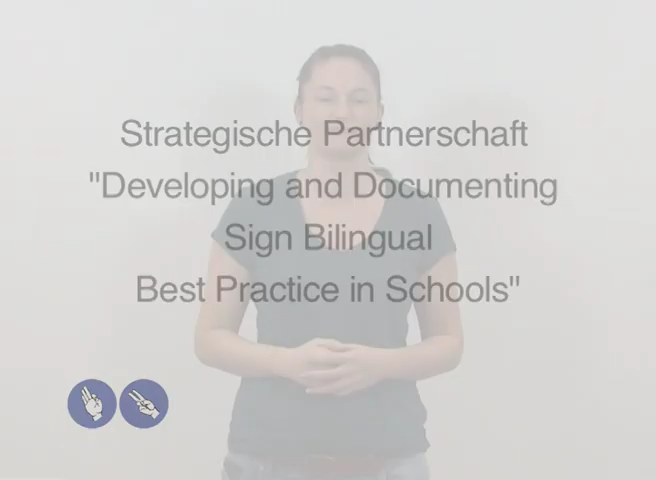 Strategische Partnerschaft
"Developing and Documenting
Sign Bilingual
Best Practice in Schools"